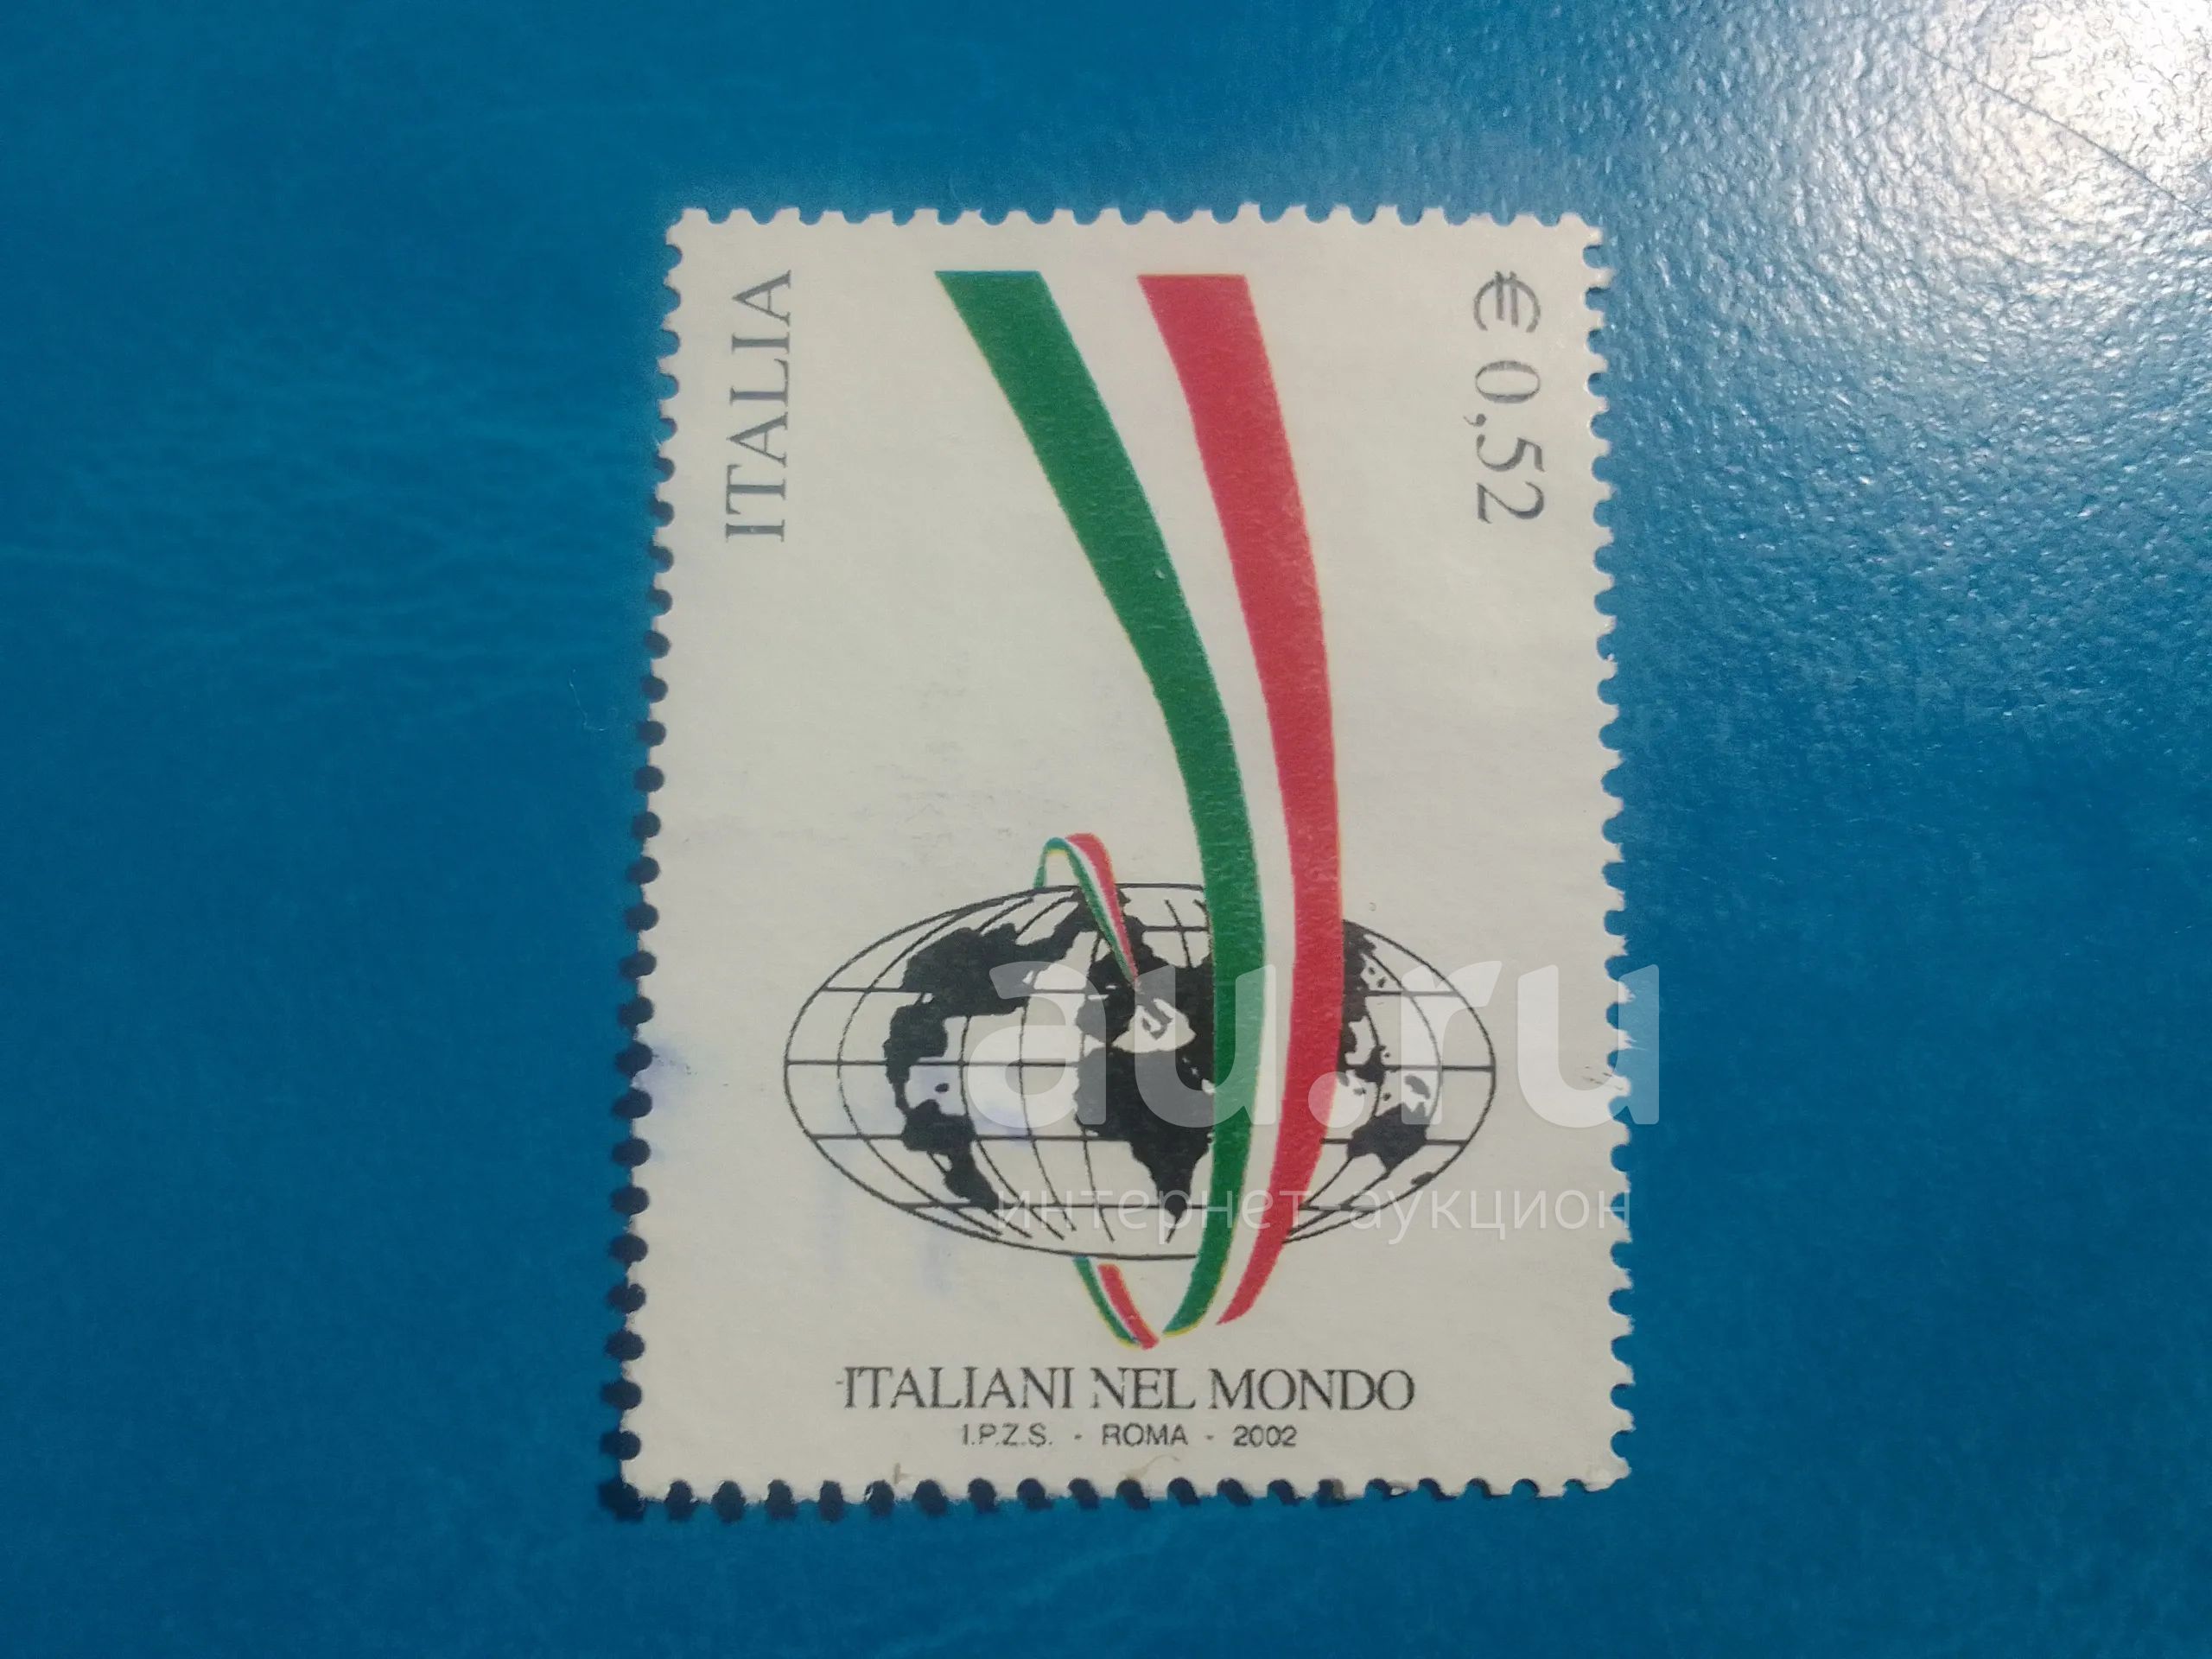 ITALIA
€ 0,52
au.ru
интернет аукцион
ITALIANI NEL MONDO
I.P.Z.S. - ROMA - 2002